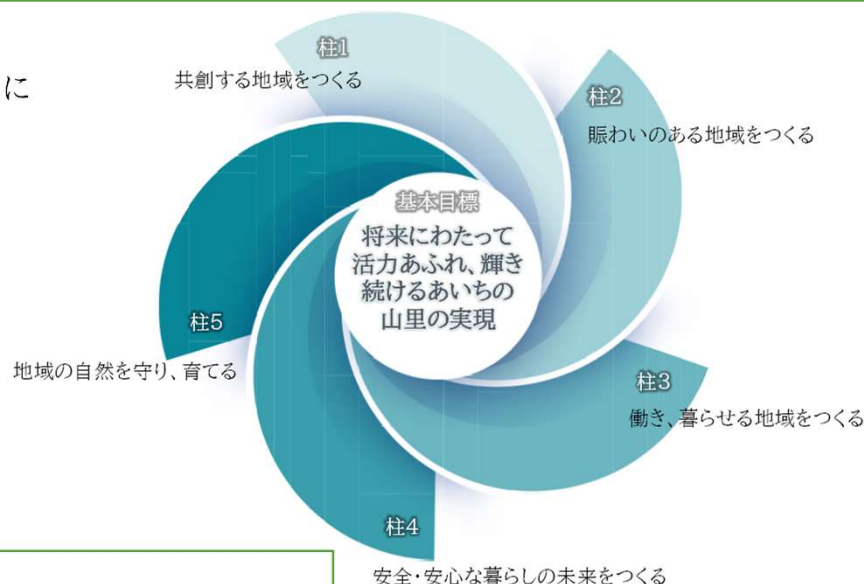 に
柱1
共創する地域をつくる
柱2
賑わいのある地域をつくる
基本目標
将来にわたって
活力あふれ、輝き
続けるあいちの
山里の実現
柱3
働き、暮らせる地域をつくる
柱4
安全・安心な暮らしの未来をつくる
柱5
地域の自然を守り、育てる